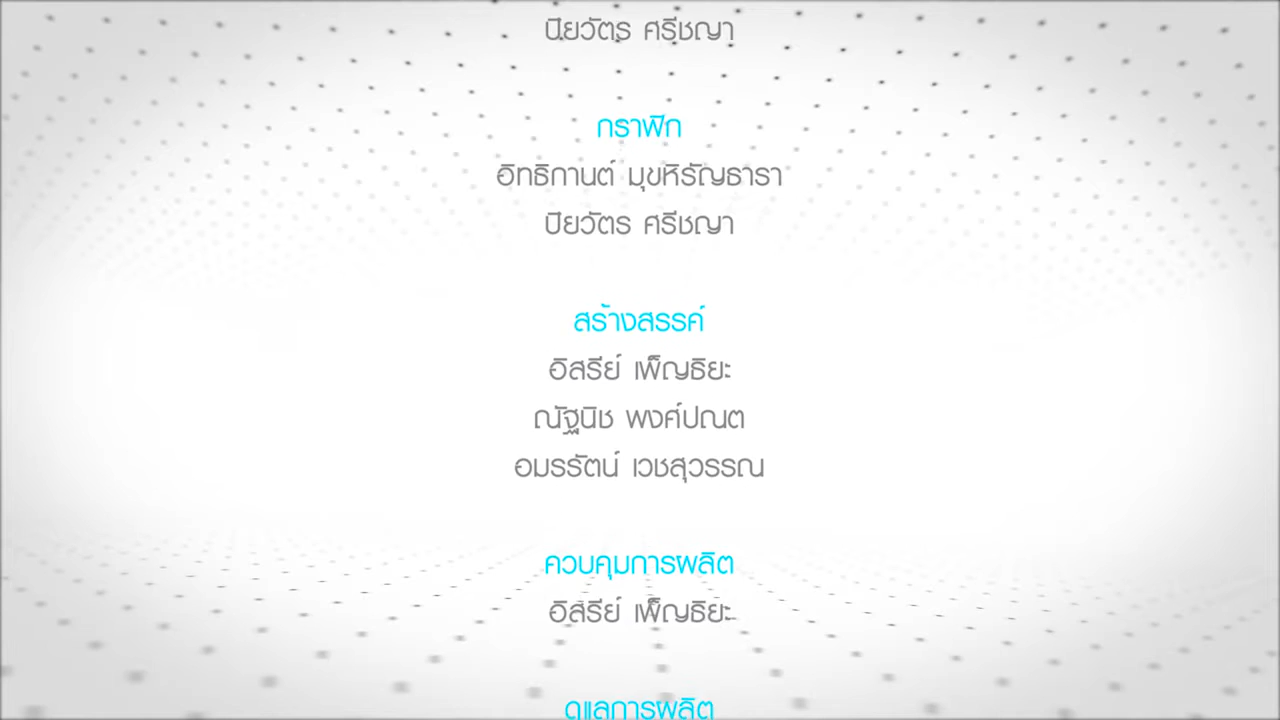 ปิยวัตร ศรีชญา
กราฟิก
อิทธิกานต์ มุขหิรัญธารา
ปิยวัตร ศรีชญา
สร้างสรรค์
อิสรีย์ เพ็ญธิยะ
ณัฐนิช พงศ์ปณต
อมรรัตน์ เวชสุวรรณ
ควบคุมการผลิต
อิสรีย์ เพ็ญธิยะ
ดูแลการผลิต